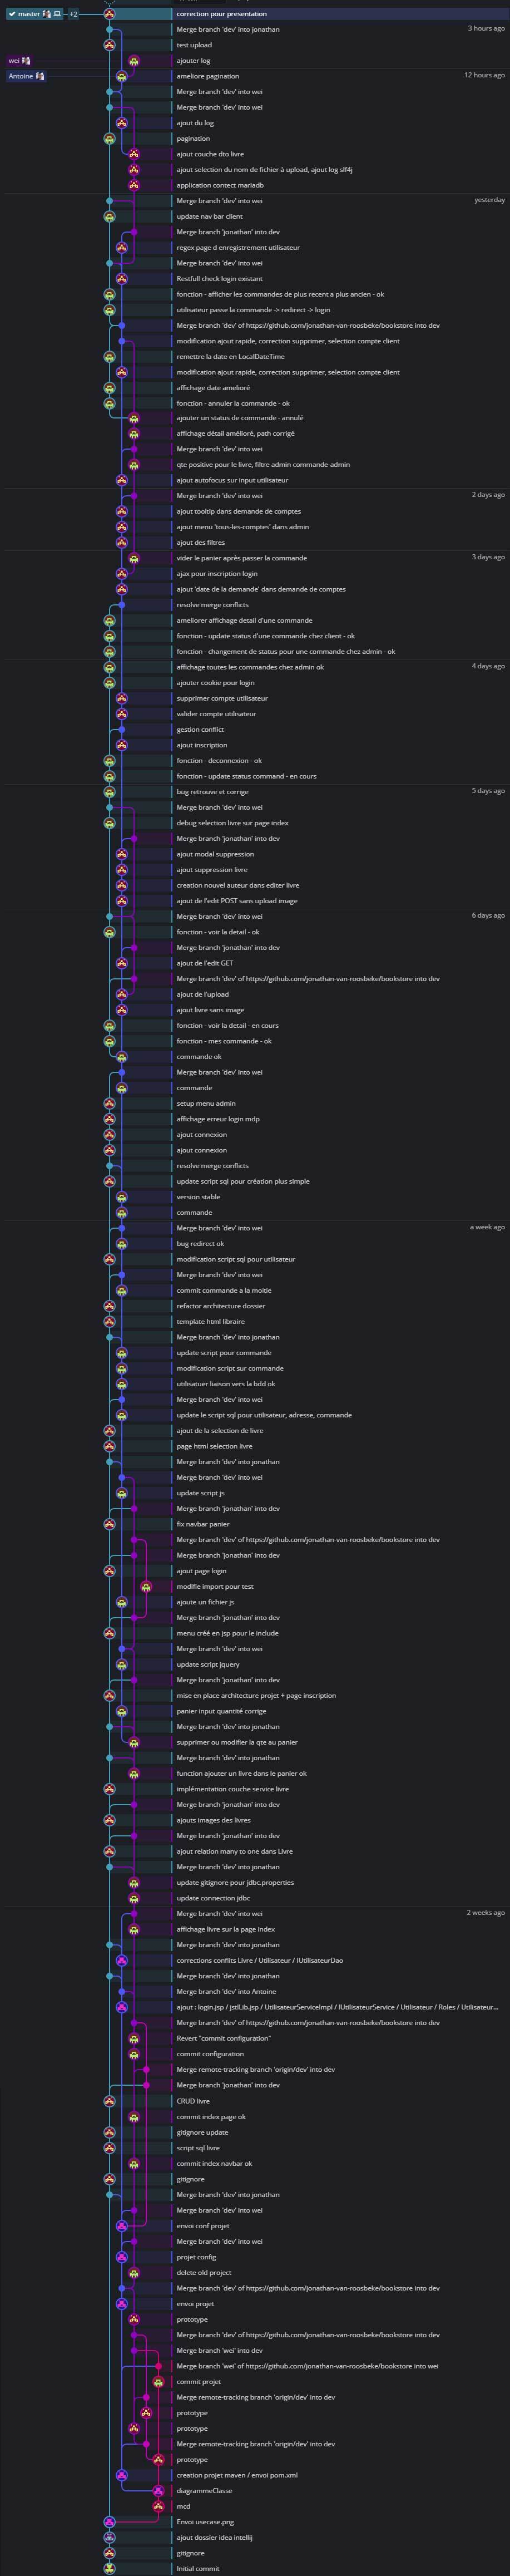 master +2 correction pour presentation
Merge branch 'dev' into jonathan 3 hours ago
test upload
wei ajouter log
Antoine ameliore pagination 12 hours ago
Merge branch 'dev' into wei
Merge branch 'dev' into wei
ajout du log
pagination
ajout couche dto livre
ajout selection du nom de fichier à upload, ajout log slf4j
application contect mariadb
Merge branch 'dev' into wei yesterday
update nav bar client
Merge branch 'jonathan' into dev
regex page d enregistrement utilisateur
Merge branch 'dev' into wei
Restfull check login existant
fonction - afficher les commandes de plus recent a plus ancien - ok
utilisateur passe la commande -> redirect -> login
Merge branch 'dev' of https://github.com/jonathan-van-roosbeke/bookstore into dev
modification ajout rapide, correction supprimer, selection compte client
remettre la date en LocalDateTime
modification ajout rapide, correction supprimer, selection compte client
affichage date amelioré
fonction - annuler la commande - ok
ajouter un status de commande - annulé
affichage détail amélioré, path corrigé
Merge branch 'dev' into wei
qte positive pour le livre, filtre admin commande-admin
ajout autofocus sur input utilisateur
Merge branch 'dev' into wei 2 days ago
ajout tooltip dans demande de comptes
ajout menu 'tous-les-comptes' dans admin
ajout des filtres
vider le panier après passer la commande 3 days ago
ajax pour inscription login
ajout 'date de la demande' dans demande de comptes
resolve merge conflicts
ameliorer affichage detail d'une commande
fonction - update status d'une commande chez client - ok
fonction - changement de status pour une commande chez admin - ok
affichage toutes les commandes chez admin ok 4 days ago
ajouter cookie pour login
supprimer compte utilisateur
valider compte utilisateur
gestion conflict
ajout inscription
fonction - deconnexion - ok
fonction - update status command - en cours
bug retrouve et corrige 5 days ago
Merge branch 'dev' into wei
debug selection livre sur page index
Merge branch 'jonathan' into dev
ajout modal suppression
ajout suppression livre
creation nouvel auteur dans editer livre
ajout de l'edit POST sans upload image
Merge branch 'dev' into wei 6 days ago
fonction - voir la detail - ok
Merge branch 'jonathan' into dev
ajout de l'edit GET
Merge branch 'dev' of https://github.com/jonathan-van-roosbeke/bookstore into dev
ajout de l'upload
ajout livre sans image
fonction - voir la detail - en cours
fonction - mes commande - ok
commande ok
Merge branch 'dev' into wei
commande
setup menu admin
affichage erreur login mdp
ajout connexion
ajout connexion
resolve merge conflicts
update script sql pour création plus simple
version stable
commande
Merge branch 'dev' into wei a week ago
bug redirect ok
modification script sql pour utilisateur
Merge branch 'dev' into wei
commit commande a la moitie
refactor architecture dossier
template html libraire
Merge branch 'dev' into jonathan
update script pour commande
modification script sur commande
utilisatuer liaison vers la bdd ok
Merge branch 'dev' into wei
update le script sql pour utilisateur, adresse, commande
ajout de la selection de livre
page html selection livre
Merge branch 'dev' into jonathan
Merge branch 'dev' into wei
update script js
Merge branch 'jonathan' into dev
fix navbar panier
Merge branch 'dev' of https://github.com/jonathan-van-roosbeke/bookstore into dev
Merge branch 'jonathan' into dev
ajout page login
modifie import pour test
ajoute un fichier js
Merge branch 'jonathan' into dev
menu créé en jsp pour le include
Merge branch 'dev' into wei
update script jquery
Merge branch 'jonathan' into dev
mise en place architecture projet + page inscription
panier input quantité corrige
Merge branch 'dev' into jonathan
supprimer ou modifier la qte au panier
Merge branch 'dev' into jonathan
function ajouter un livre dans le panier ok
implémentation couche service livre
Merge branch 'jonathan' into dev
ajouts images des livres
Merge branch 'jonathan' into dev
ajout relation many to one dans Livre
Merge branch 'dev' into jonathan
update gitignore pour jdbc.properties
update connection jdbc
Merge branch 'dev' into wei 2 weeks ago
affichage livre sur la page index
Merge branch 'dev' into jonathan
corrections conflits Livre / Utilisateur / IUtilisateurDao
Merge branch 'dev' into jonathan
Merge branch 'dev' into Antoine
ajout : login.jsp / jstlLib.jsp / UtilisateurServiceImpl / IUtilisateurService / Utilisateur / Roles / Utilisateur...
Merge branch 'dev' of https://github.com/jonathan-van-roosbeke/bookstore into dev
Revert "commit configuration"
commit configuration
Merge remote-tracking branch 'origin/dev' into dev
Merge branch 'jonathan' into dev
CRUD livre
commit index page ok
gitignore update
script sql livre
commit index navbar ok
gitignore
Merge branch 'dev' into jonathan
Merge branch 'dev' into wei
envoi conf projet
Merge branch 'dev' into wei
projet config
delete old project
Merge branch 'dev' of https://github.com/jonathan-van-roosbeke/bookstore into dev
envoi projet
prototype
Merge branch 'dev' of https://github.com/jonathan-van-roosbeke/bookstore into dev
Merge branch 'wei' into dev
Merge branch 'wei' of https://github.com/jonathan-van-roosbeke/bookstore into wei
commit projet
Merge remote-tracking branch 'origin/dev' into dev
prototype
prototype
Merge remote-tracking branch 'origin/dev' into dev
prototype
creation projet maven / envoi pom.xml
diagrammeClasse
mcd
Envoi usecase.png
ajout dossier idea intellij
gitignore
Initial commit